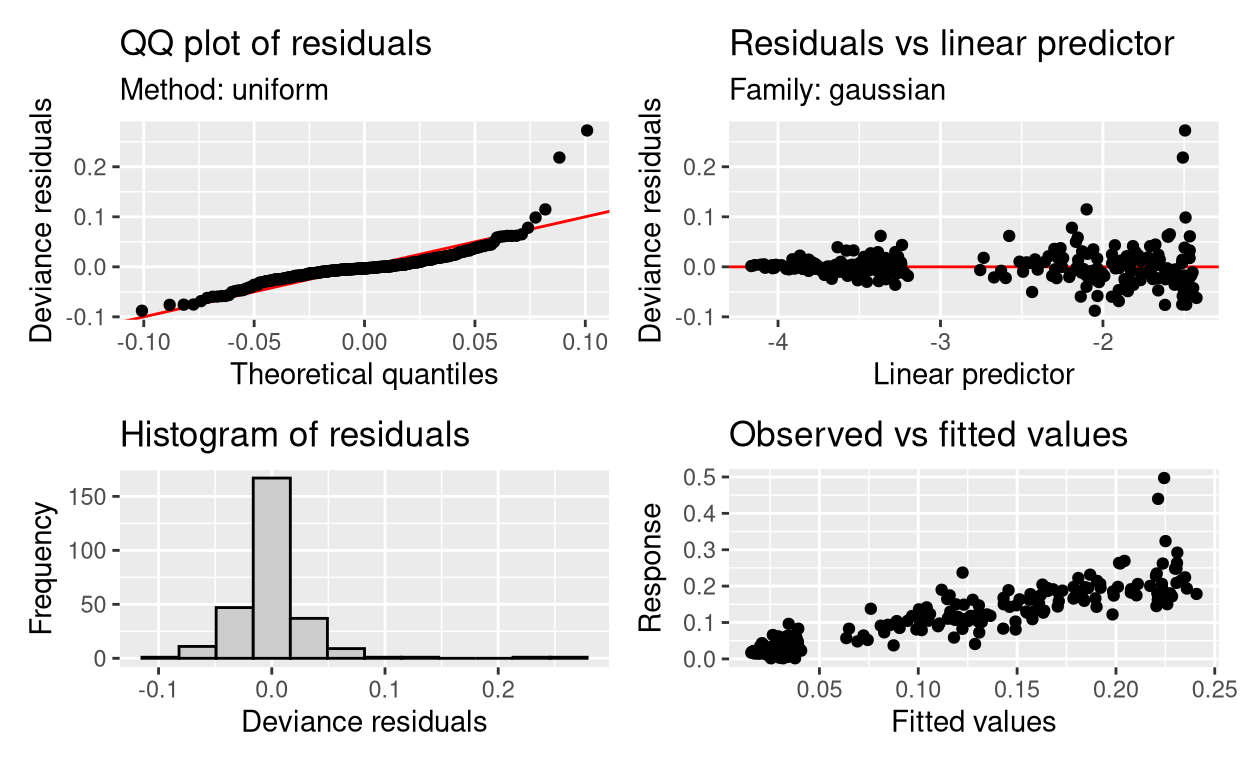 QQ plot of residuals
Method: uniform
Deviance residuals
0.2
0.1
0.0
-0.1
-0.10 -0.05 0.00 0.05 0.10
Theoretical quantiles
Residuals vs linear predictor
Family: gaussian
Deviance residuals
0.2
0.1
0.0
-0.1
-4 -3 -2
Linear predictor
Histogram of residuals
Frequency
150
100
50
0
-0.1 0.0 0.1 0.2
Deviance residuals
Observed vs fitted values
Response
0.5
0.4
0.3
0.2
0.1
0.0
0.05 0.10 0.15 0.20 0.25
Fitted values